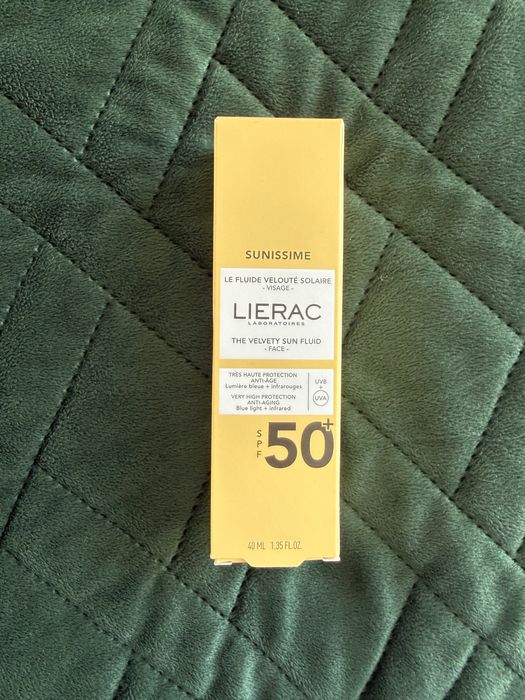 SUNISSIME
LE FLUIDE VELOUTÉ SOLAIRE
- VISAGE -
LIERAC
LABORATOIRES
THE VELVETY SUN FLUID
- FACE -
TRÈS HAUTE PROTECTION
ANTI-ÂGE
Lumière bleue + infrarouges
VERY HIGH PROTECTION
ANTI-AGING
Blue light + infrared
UVB
+
UVA
SPF 50+
40 ML 1.35 FL.OZ.